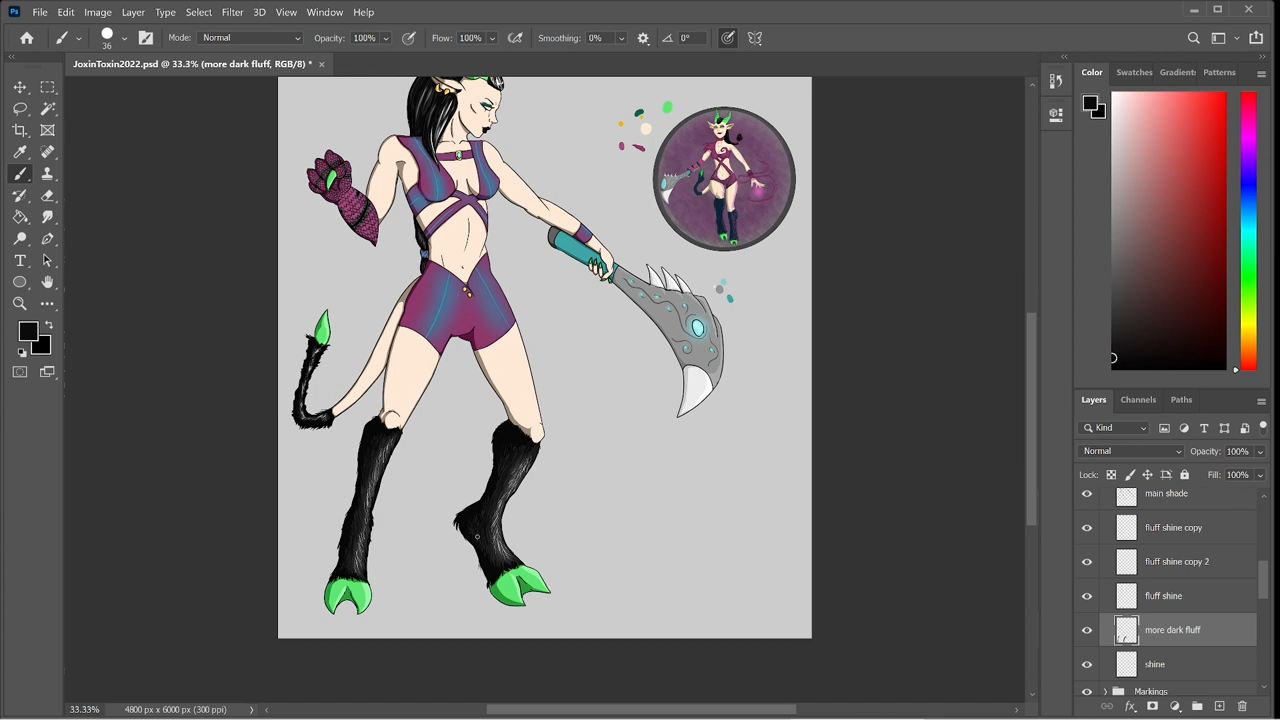 Ps File Edit Image Layer Type Select Filter 3D View Window Help
36 Mode: Normal Opacity: 100% Flow: 100% Smoothing: 0% 0°
JoxinToxin2022.psd @ 33.3% (more dark fluff, RGB/8) * ×
Color Swatches Gradient Patterns
Layers Channels Paths
Kind
Normal Opacity: 100%
Lock: Fill: 100%
main shade
fluff shine copy
fluff shine copy 2
fluff shine
more dark fluff
shine
Markings
33.33% 4800 px x 6000 px (300 ppi)